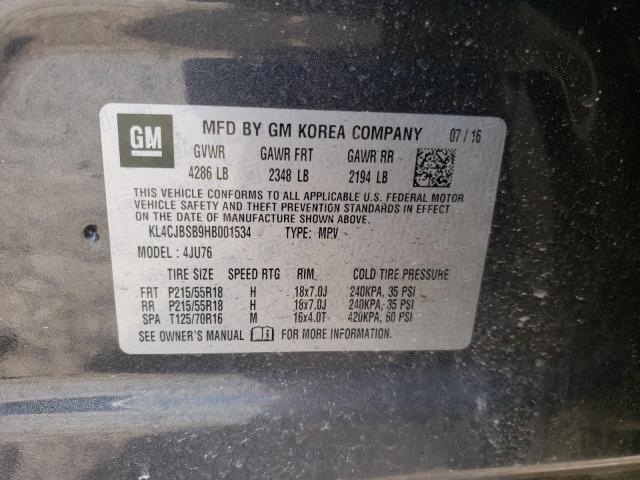 GM MFD BY GM KOREA COMPANY 07/16
GVWR GAWR FRT GAWR RR
4286 LB 2348 LB 2194 LB
THIS VEHICLE CONFORMS TO ALL APPLICABLE U.S. FEDERAL MOTOR
VEHICLE SAFETY AND THEFT PREVENTION STANDARDS IN EFFECT
ON THE DATE OF MANUFACTURE SHOWN ABOVE.
KL4CJBSB9HB001534 TYPE: MPV
MODEL : 4JU76
TIRE SIZE SPEED RTG RIM COLD TIRE PRESSURE
FRT P215/55R18 H 18x7.0J 240KPA, 35 PSI
RR P215/55R18 H 18x7.0J 240KPA, 35 PSI
SPA T125/70R16 M 16x4.0T 420KPA, 60 PSI
SEE OWNER'S MANUAL FOR MORE INFORMATION.